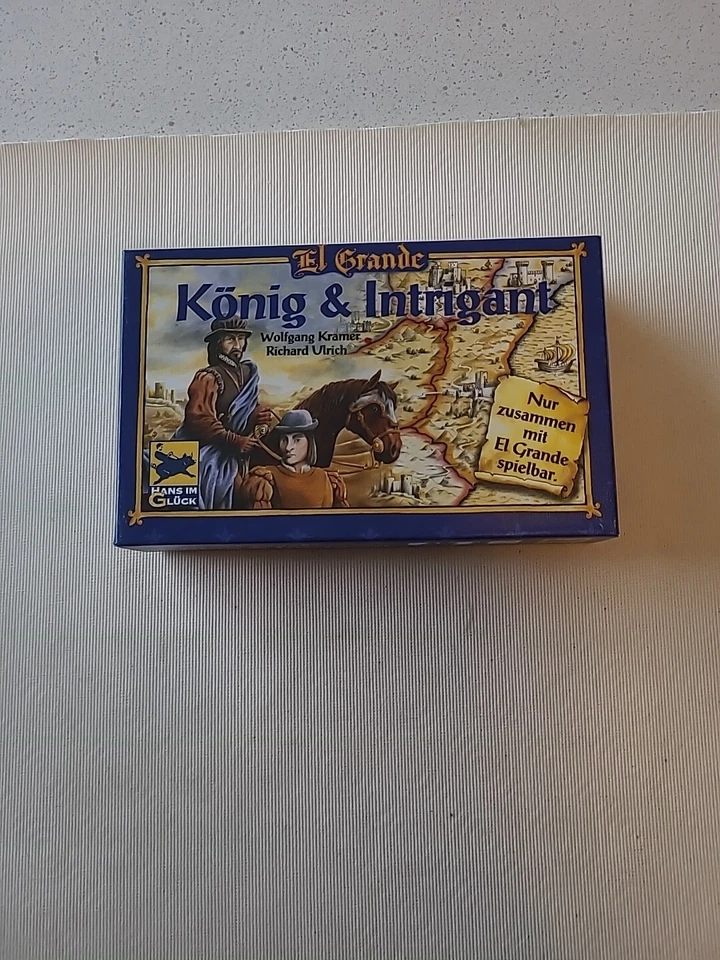 El Grande
König & Intrigant
Wolfgang Kramer
Richard Ulrich
Nur
zusammen
mit
El Grande
spielbar.
HANS IM
GLÜCK